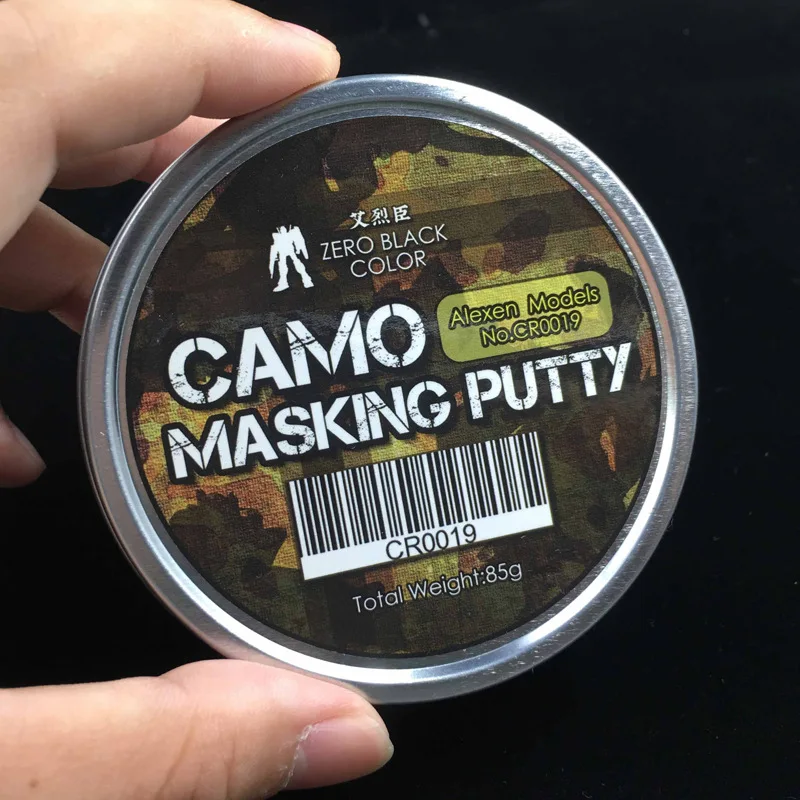 艾烈臣
ZERO BLACK
COLOR
Alexen Models
No.CR0019
CAMO
MASKING PUTTY
CR0019
Total Weight:85g